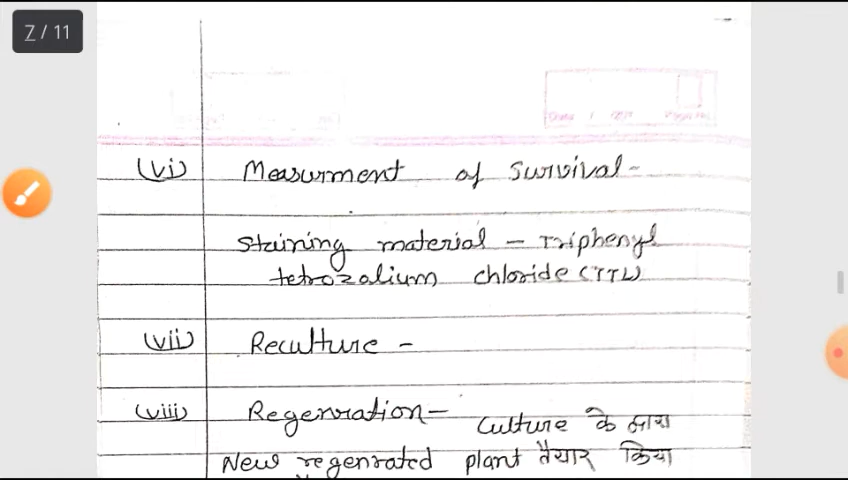 7 / 11
(vi) Measurment of Survival -
Staining material - Triphenyl
tetrozalium chloride (TTL)
(vii) Reculture -
(viii) Regenration - Culture के द्वारा
New regenrated plant तैयार किया